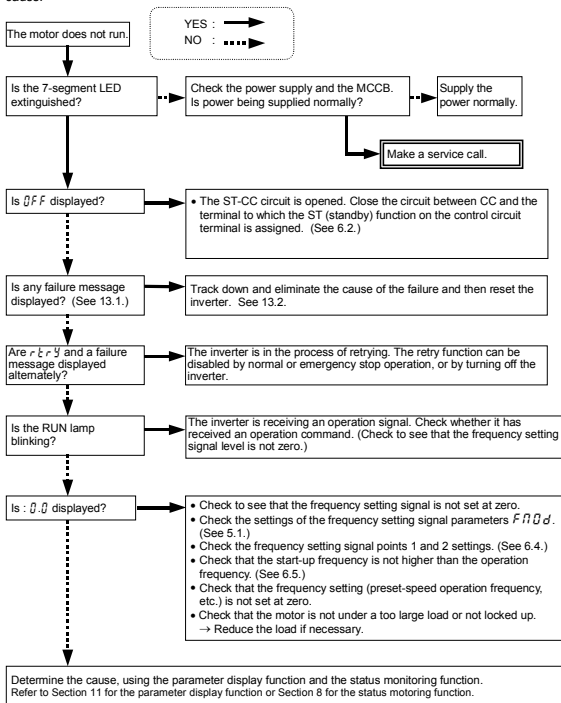 cause.
YES :
NO :
The motor does not run.
Is the 7-segment LED
extinguished?
Check the power supply and the MCCB.
Is power being supplied normally?
Supply the
power normally.
Make a service call.
Is OFF displayed?
• The ST-CC circuit is opened. Close the circuit between CC and the
terminal to which the ST (standby) function on the control circuit
terminal is assigned. (See 6.2.)
Is any failure message
displayed? (See 13.1.)
Track down and eliminate the cause of the failure and then reset the
inverter. See 13.2.
Are rtrY and a failure
message displayed
alternately?
The inverter is in the process of retrying. The retry function can be
disabled by normal or emergency stop operation, or by turning off the
inverter.
Is the RUN lamp
blinking?
The inverter is receiving an operation signal. Check whether it has
received an operation command. (Check to see that the frequency setting
signal level is not zero.)
Is : 0.0 displayed?
• Check to see that the frequency setting signal is not set at zero.
• Check the settings of the frequency setting signal parameters FMOd.
(See 5.1.)
• Check the frequency setting signal points 1 and 2 settings. (See 6.4.)
• Check that the start-up frequency is not higher than the operation
frequency. (See 6.5.)
• Check that the frequency setting (preset-speed operation frequency,
etc.) is not set at zero.
• Check that the motor is not under a too large load or not locked up.
→ Reduce the load if necessary.
Determine the cause, using the parameter display function and the status monitoring function.
Refer to Section 11 for the parameter display function or Section 8 for the status motoring function.